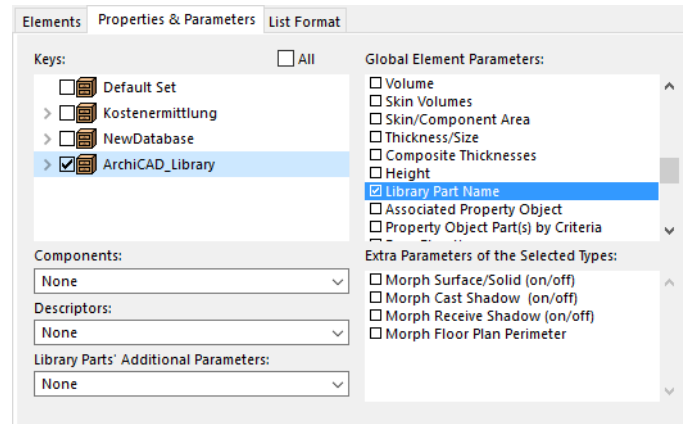 Elements Properties & Parameters List Format
Keys:
All
Default Set
Kostenermittlung
NewDatabase
ArchiCAD_Library
Components:
None
Descriptors:
None
Library Parts' Additional Parameters:
None
Global Element Parameters:
Volume
Skin Volumes
Skin/Component Area
Thickness/Size
Composite Thicknesses
Height
Library Part Name
Associated Property Object
Property Object Part(s) by Criteria
Extra Parameters of the Selected Types:
Morph Surface/Solid (on/off)
Morph Cast Shadow (on/off)
Morph Receive Shadow (on/off)
Morph Floor Plan Perimeter